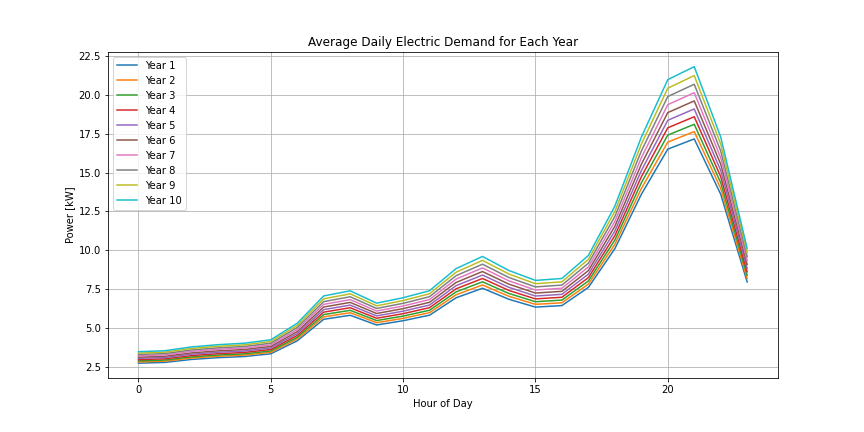 Average Daily Electric Demand for Each Year
22.5
20.0
17.5
15.0
12.5
10.0
7.5
5.0
2.5
Power [kW]
Year 1
Year 2
Year 3
Year 4
Year 5
Year 6
Year 7
Year 8
Year 9
Year 10
0 5 10 15 20
Hour of Day